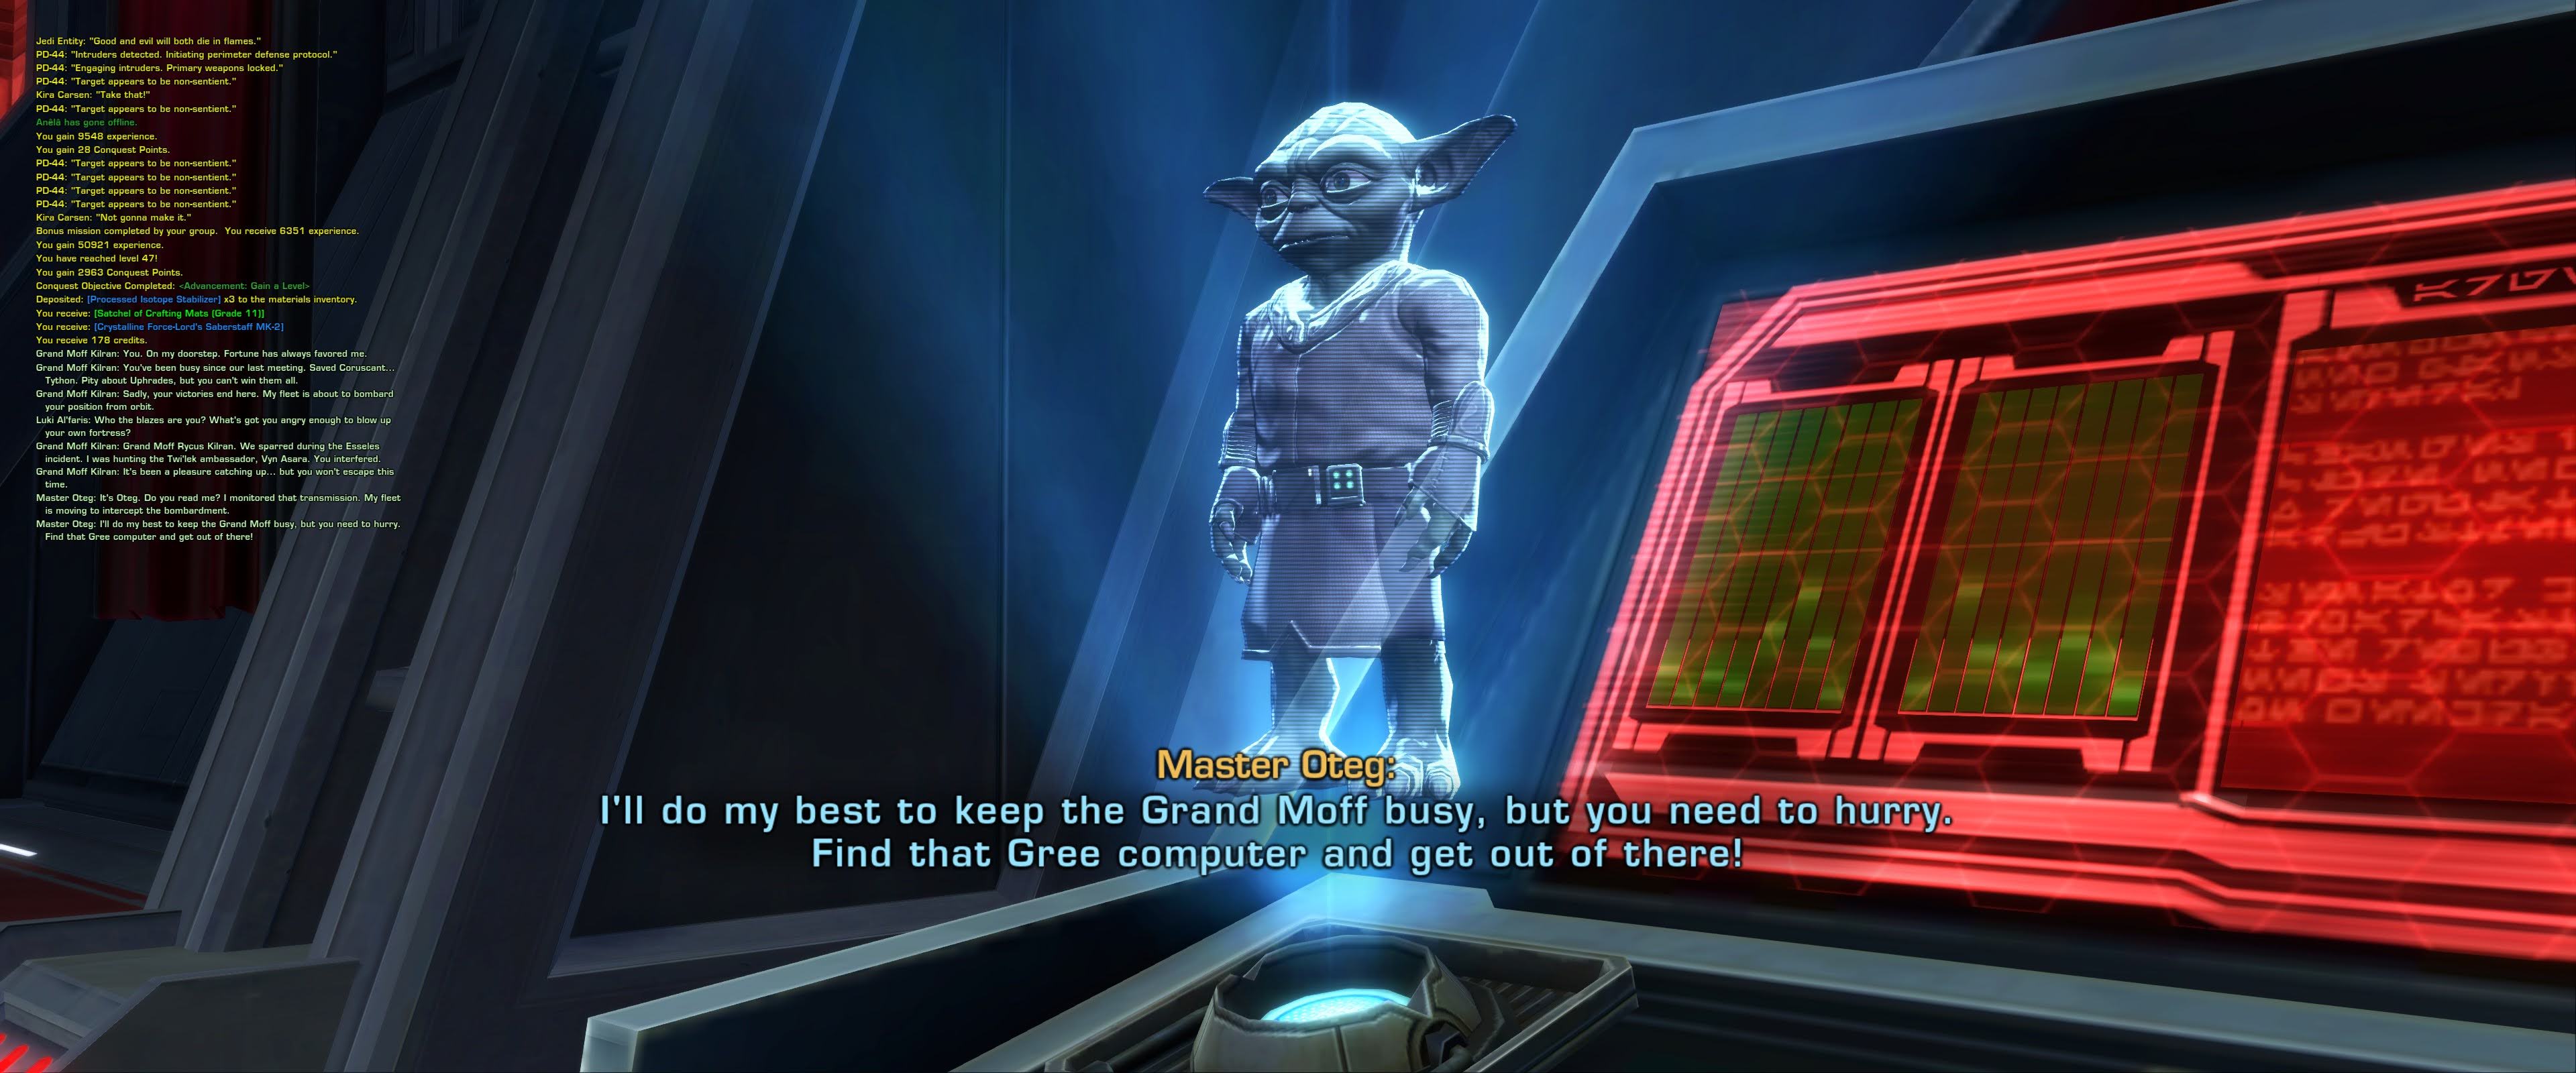 Jedi Entity: "Good and evil will both die in flames."
PD-44: "Intruders detected. Initiating perimeter defense protocol."
PD-44: "Engaging intruders. Primary weapons locked."
PD-44: "Target appears to be non-sentient."
Kira Carsen: "Take that!"
PD-44: "Target appears to be non-sentient."
Anêlâ has gone offline.
You gain 9548 experience.
You gain 28 Conquest Points.
PD-44: "Target appears to be non-sentient."
PD-44: "Target appears to be non-sentient."
PD-44: "Target appears to be non-sentient."
PD-44: "Target appears to be non-sentient."
Kira Carsen: "Not gonna make it."
Bonus mission completed by your group.  You receive 6351 experience.
You gain 50921 experience.
You have reached level 47!
You gain 2963 Conquest Points.
Conquest Objective Completed: <Advancement: Gain a Level>
Deposited: [Processed Isotope Stabilizer] x3 to the materials inventory.
You receive: [Satchel of Crafting Mats (Grade 11)]
You receive: [Crystalline Force-Lord's Saberstaff MK-2]
You receive 178 credits.
Grand Moff Kilran: You. On my doorstep. Fortune has always favored me.
Grand Moff Kilran: You've been busy since our last meeting. Saved Coruscant...
Tython. Pity about Uphrades, but you can't win them all.
Grand Moff Kilran: Sadly, your victories end here. My fleet is about to bombard
your position from orbit.
Luki Al'faris: Who the blazes are you? What's got you angry enough to blow up
your own fortress?
Grand Moff Kilran: Grand Moff Rycus Kilran. We sparred during the Esseles
incident. I was hunting the Twi'lek ambassador, Vyn Asara. You interfered.
Grand Moff Kilran: It's been a pleasure catching up... but you won't escape this
time.
Master Oteg: It's Oteg. Do you read me? I monitored that transmission. My fleet
is moving to intercept the bombardment.
Master Oteg: I'll do my best to keep the Grand Moff busy, but you need to hurry.
Find that Gree computer and get out of there!
Master Oteg:
I'll do my best to keep the Grand Moff busy, but you need to hurry.
Find that Gree computer and get out of there!